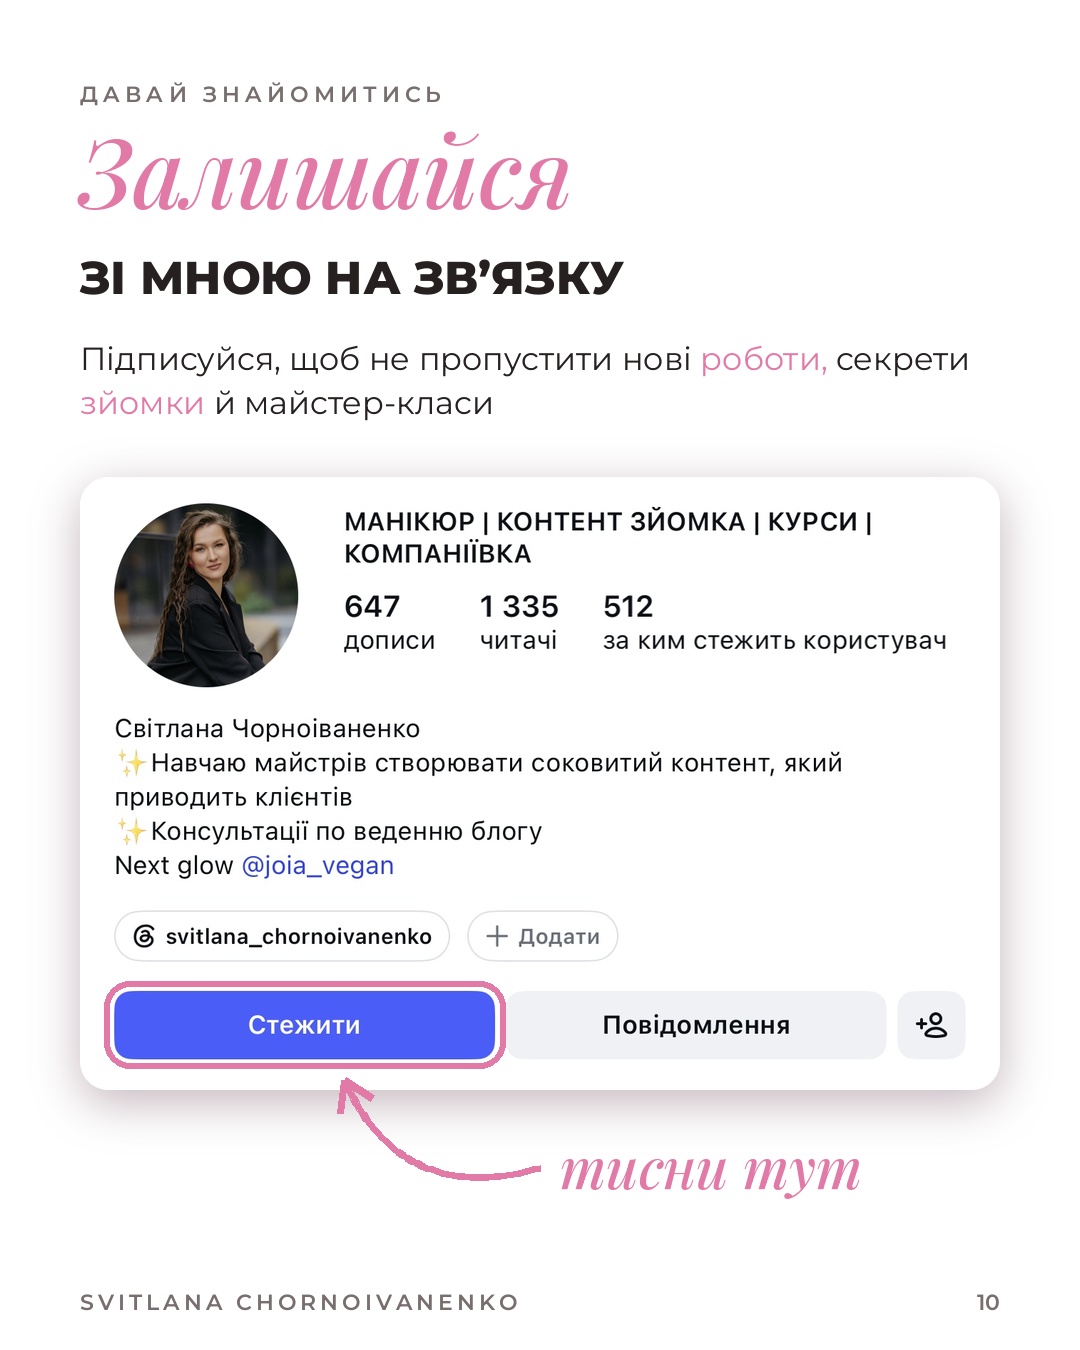 ДАВАЙ ЗНАЙОМИТИСЬ
Залишайся
ЗІ МНОЮ НА ЗВ’ЯЗКУ
Підписуйся, щоб не пропустити нові роботи, секрети
зйомки й майстер-класи
МАНІКЮР | КОНТЕНТ ЗЙОМКА | КУРСИ |
КОМПАНІЇВКА
647 1 335 512
дописи читачі за ким стежить користувач
Світлана Чорноіваненко
✨Навчаю майстрів створювати соковитий контент, який
приводить клієнтів
✨Консультації по веденню блогу
Next glow @joia_vegan
svitlana_chornoivanenko + Додати
Стежити Повідомлення
тисни тут
SVITLANA CHORNOIVANENKO 10